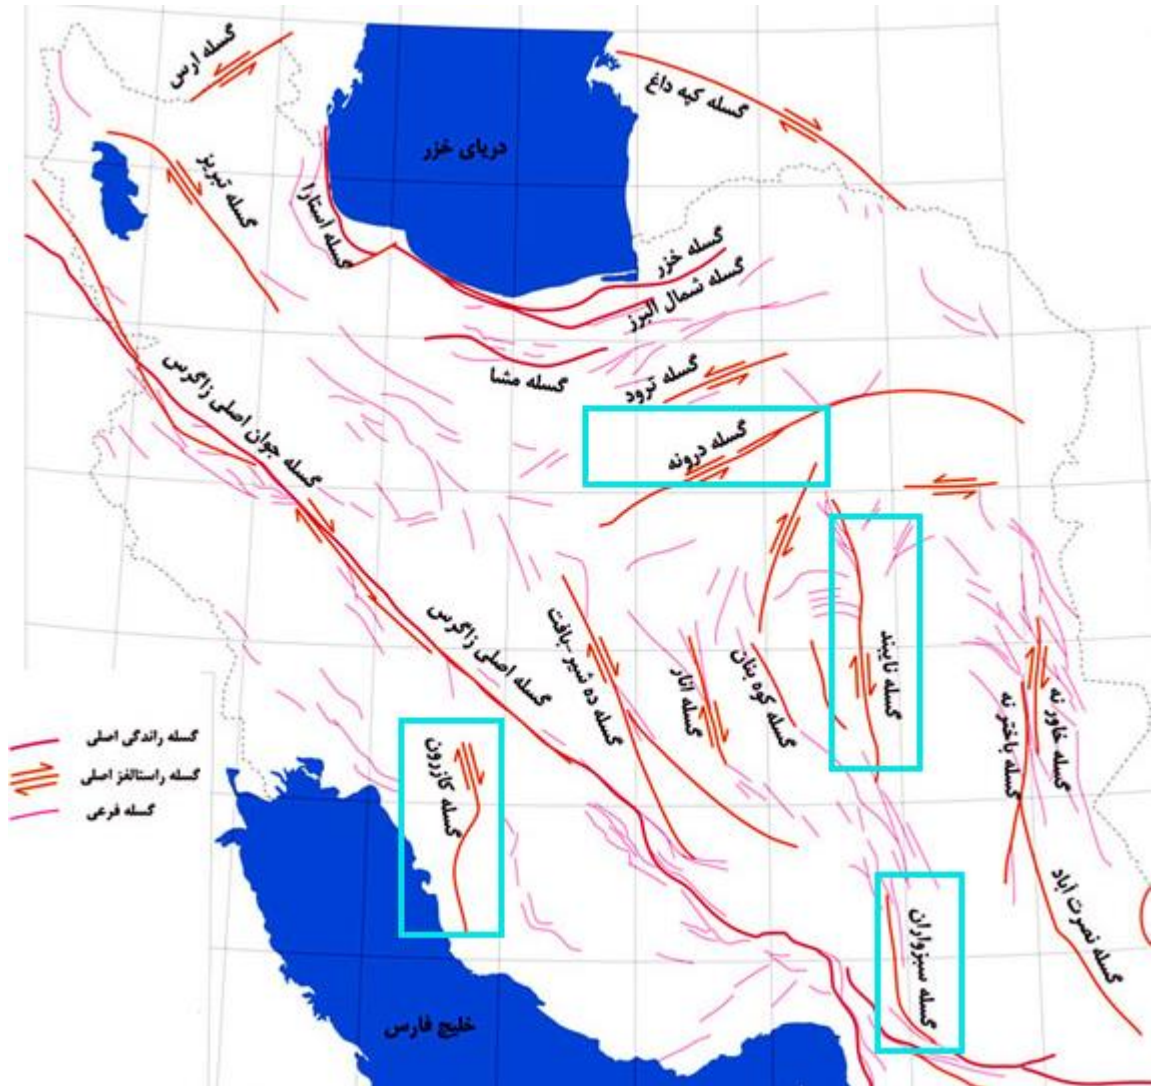 گسله ارس
گسله کپه داغ
دریای خزر
گسله تبریز
گسله آستارا
گسله خزر
گسله شمال البرز
گسله مشا
گسله ترود
گسله درونه
گسله جوان اصلی زاگرس
گسله اصلی زاگرس
گسله ده شیر-بافت
گسله انار
گسله کوه بنان
گسله نایبند
گسله خاور نه
گسله باختر نه
گسله راندگی اصلی
گسله راستالغز اصلی
گسله فرعی
گسله کازرون
گسله نصرت آباد
گسله سبزواران
خلیج فارس